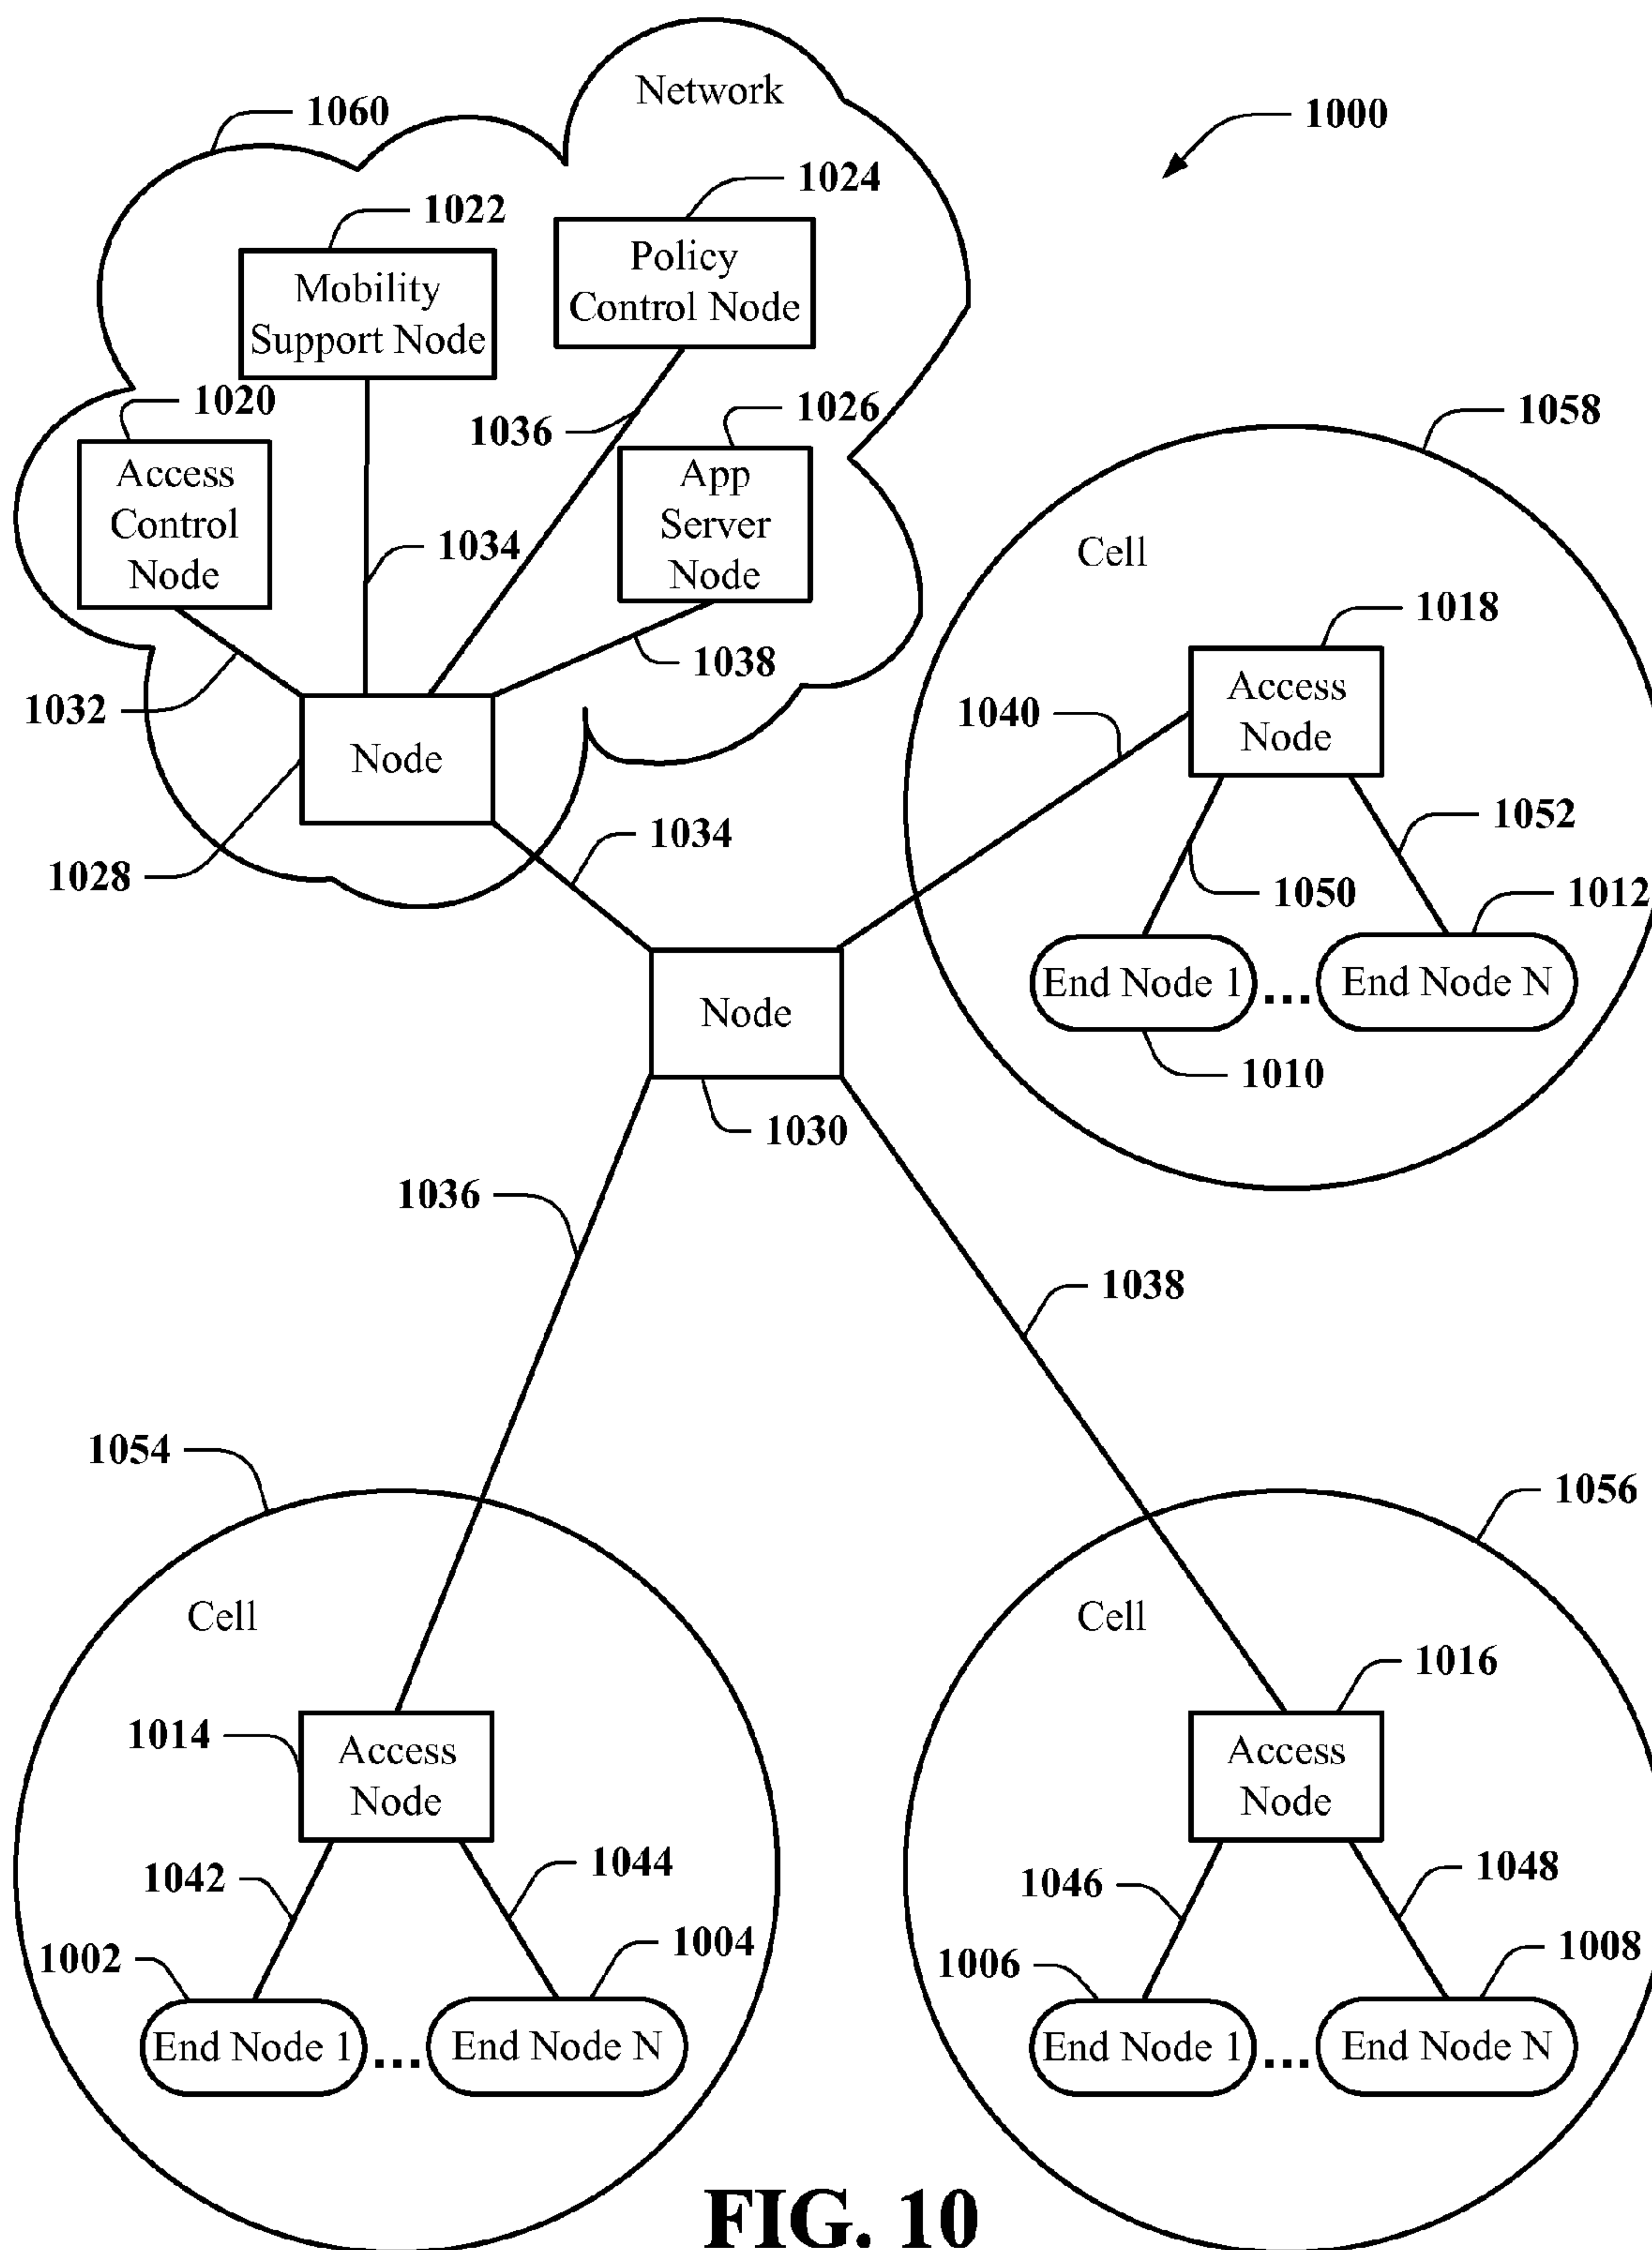 Network
1060
1000
1024
1022
Policy
Control Node
Mobility
Support Node
1020
1026
1036
1058
Access
Control
Node
App
Server
Node
1034
Cell
1018
1038
1032
1040
Access
Node
Node
1034
1052
1028
1050
1012
End Node 1
...
End Node N
Node
1010
1030
1036
1038
1054
1056
Cell
Cell
1016
1014
Access
Node
Access
Node
1042
1044
1046
1048
1002
1004
1006
1008
End Node 1
...
End Node N
End Node 1
...
End Node N
FIG. 10